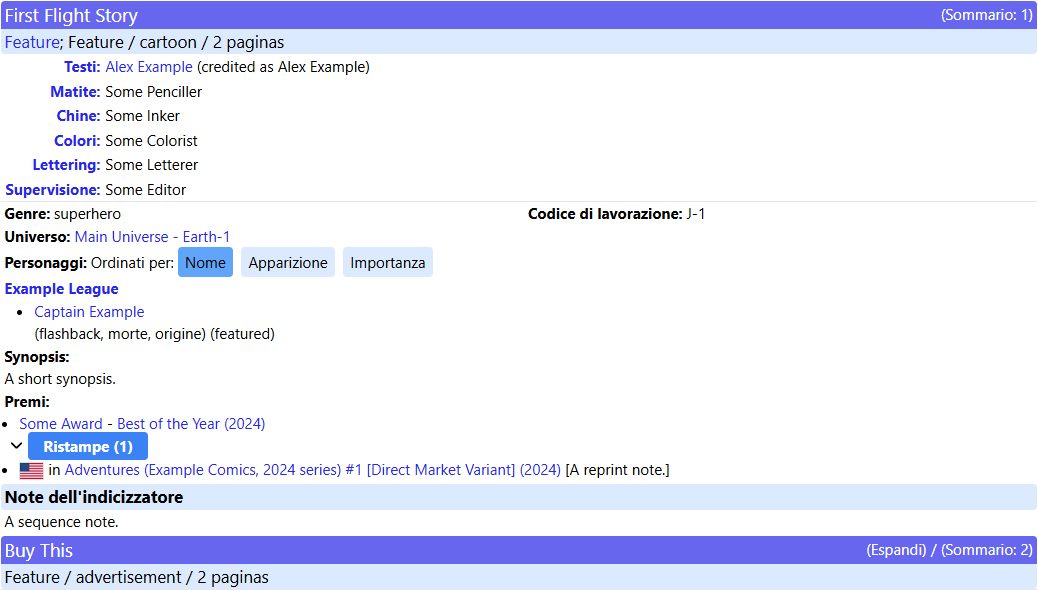 First Flight Story (Sommario: 1)
Feature; Feature / cartoon / 2 paginas
Testi: Alex Example (credited as Alex Example)
Matite: Some Penciller
Chine: Some Inker
Colori: Some Colorist
Lettering: Some Letterer
Supervisione: Some Editor
Genre: superhero Codice di lavorazione: J-1
Universo: Main Universe - Earth-1
Personaggi: Ordinati per: Nome Apparizione Importanza
Example League
• Captain Example
(flashback, morte, origine) (featured)
Synopsis:
A short synopsis.
Premi:
• Some Award - Best of the Year (2024)
Ristampe (1)
• in Adventures (Example Comics, 2024 series) #1 [Direct Market Variant] (2024) [A reprint note.]
Note dell'indicizzatore
A sequence note.
Buy This (Espandi) / (Sommario: 2)
Feature / advertisement / 2 paginas